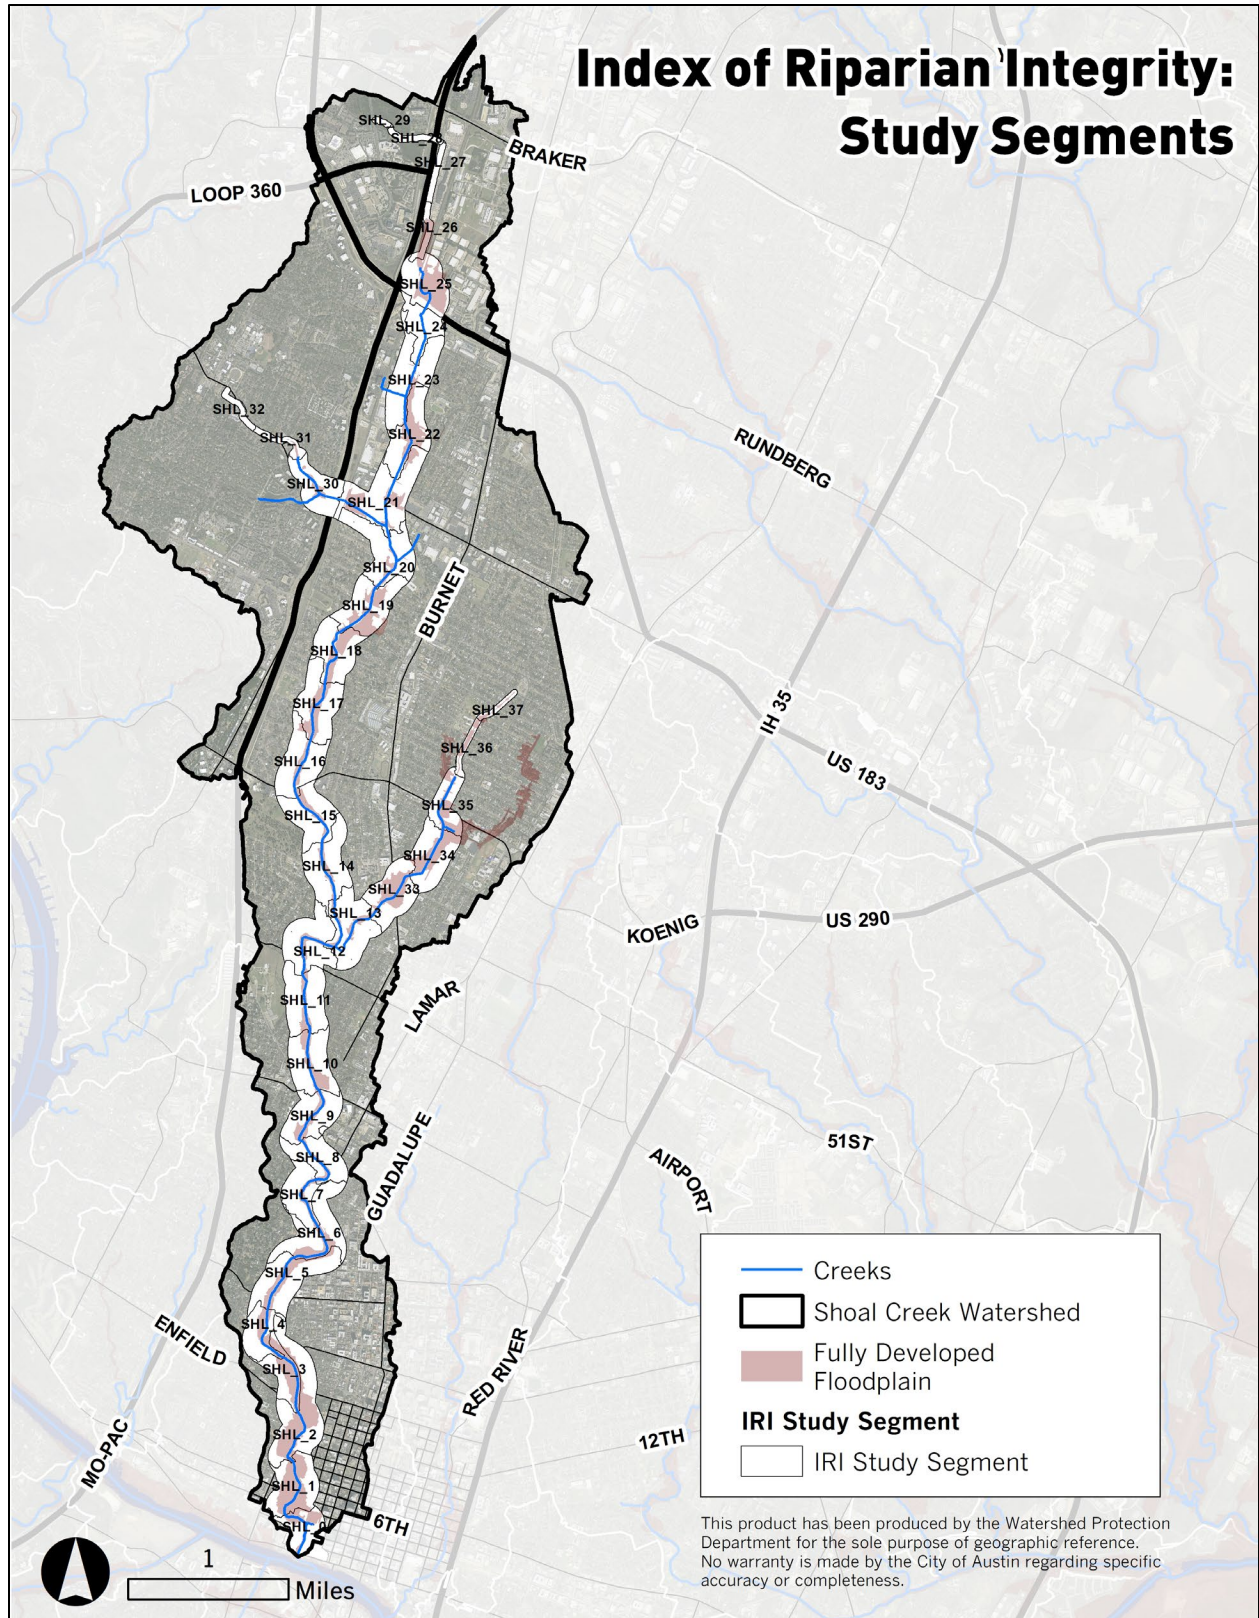 Index of Riparian Integrity:
Study Segments
SHL_29
SHL_28
BRAKER
SHL_27
LOOP 360
SHL_26
SHL_25
SHL_24
SHL_23
SHL_32
SHL_22
SHL_31
RUNDBERG
SHL_30
SHL_21
SHL_20
BURNET
SHL_19
SHL_18
SHL_17
SHL_37
IH 35
SHL_36
SHL_16
US 183
SHL_35
SHL_15
SHL_34
SHL_14
SHL_33
SHL_13
US 290
KOENIG
SHL_12
SHL_11
LAMAR
SHL_10
SHL_9
51ST
SHL_8
GUADALUPE
AIRPORT
SHL_7
SHL_6
SHL_5
SHL_4
ENFIELD
SHL_3
RED RIVER
SHL_2
12TH
MO-PAC
SHL_1
SHL_0
6TH
Creeks
Shoal Creek Watershed
Fully Developed
Floodplain
IRI Study Segment
IRI Study Segment
This product has been produced by the Watershed Protection
Department for the sole purpose of geographic reference.
No warranty is made by the City of Austin regarding specific
accuracy or completeness.
1
Miles